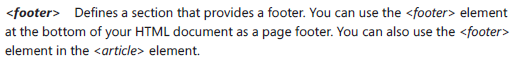 <footer>   Defines a section that provides a footer. You can use the <footer> element
at the bottom of your HTML document as a page footer. You can also use the <footer>
element in the <article> element.